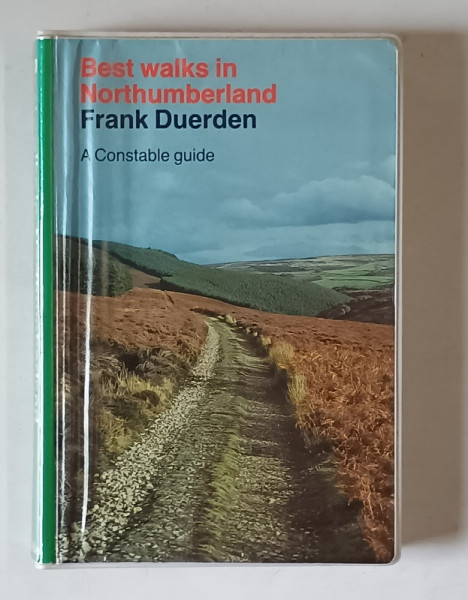 Best walks in
Northumberland
Frank Duerden
A Constable guide